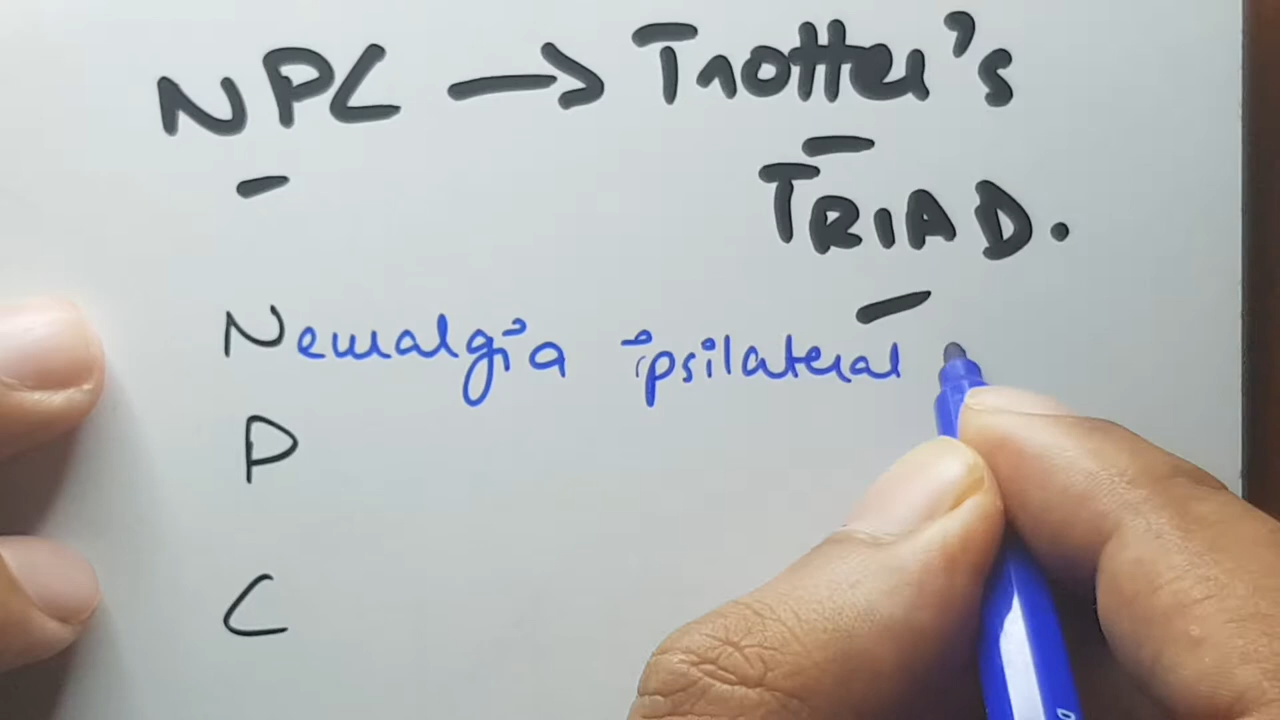 NPC → Trotter's
TRIAD.
Neuralgia ipsilateral
P
C